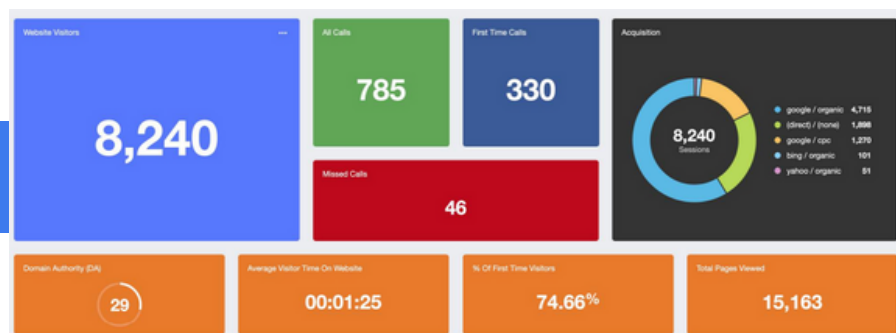 Website Visitors
8,240
All Calls
785
First Time Calls
330
Missed Calls
46
Acquisition
8,240
Sessions
google / organic 4,715
(direct) / (none) 1,898
google / cpc 1,270
bing / organic 101
yahoo / organic 51
Domain Authority (DA)
29
Average Visitor Time On Website
00:01:25
% Of First Time Visitors
74.66%
Total Pages Viewed
15,163